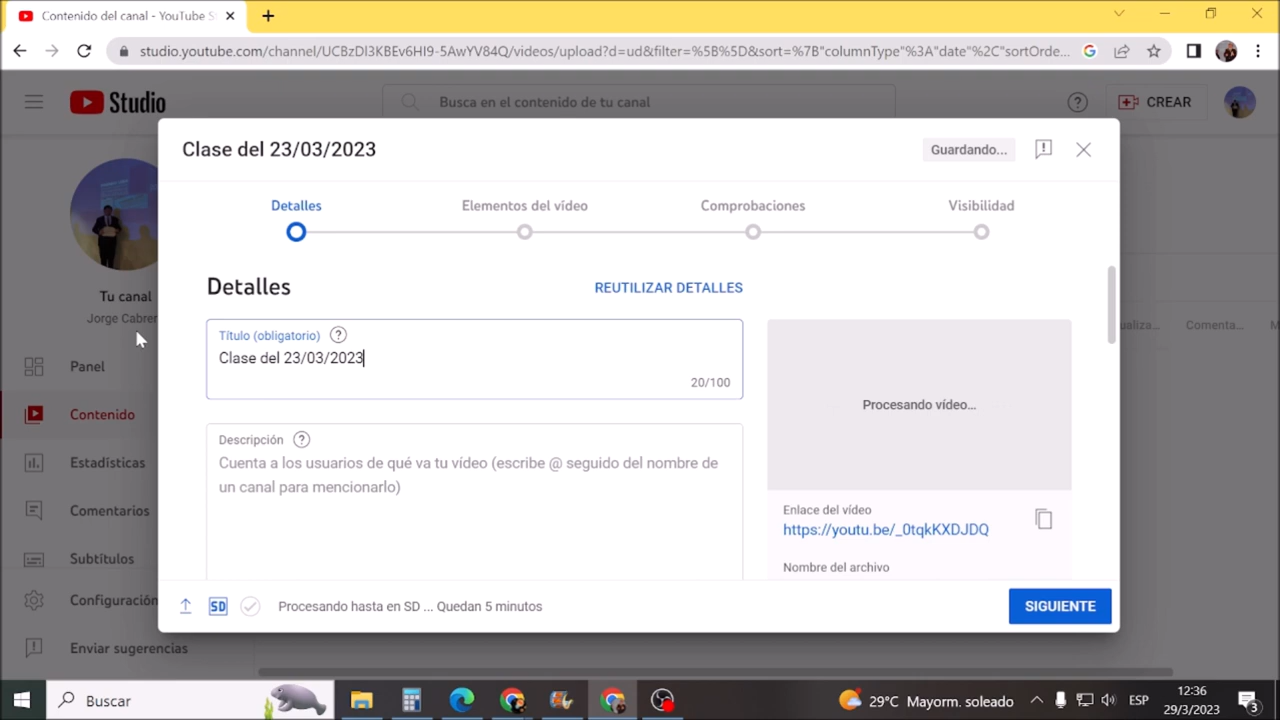 Contenido del canal - YouTube S
studio.youtube.com/channel/UCBzDI3KBEv6HI9-5AwYV84Q/videos/upload?d=ud&filter=%5B%5D&sort=%7B"columnType"%3A"date"%2C"sortOrde...
Studio
Busca en el contenido de tu canal
CREAR
Clase del 23/03/2023
Guardando...
Detalles
Elementos del vídeo
Comprobaciones
Visibilidad
Tu canal
Jorge Cabrer
Panel
Contenido
Estadísticas
Comentarios
Subtítulos
Configuración
Enviar sugerencias
Detalles
REUTILIZAR DETALLES
Título (obligatorio)
Clase del 23/03/2023
20/100
Descripción
Cuenta a los usuarios de qué va tu vídeo (escribe @ seguido del nombre de
un canal para mencionarlo)
Procesando vídeo...
Enlace del vídeo
https://youtu.be/_0tqkKXDJDQ
Nombre del archivo
ualiza...
Comenta...
SD
Procesando hasta en SD ... Quedan 5 minutos
SIGUIENTE
Buscar
29°C Mayorm. soleado
ESP
12:36
29/3/2023
3